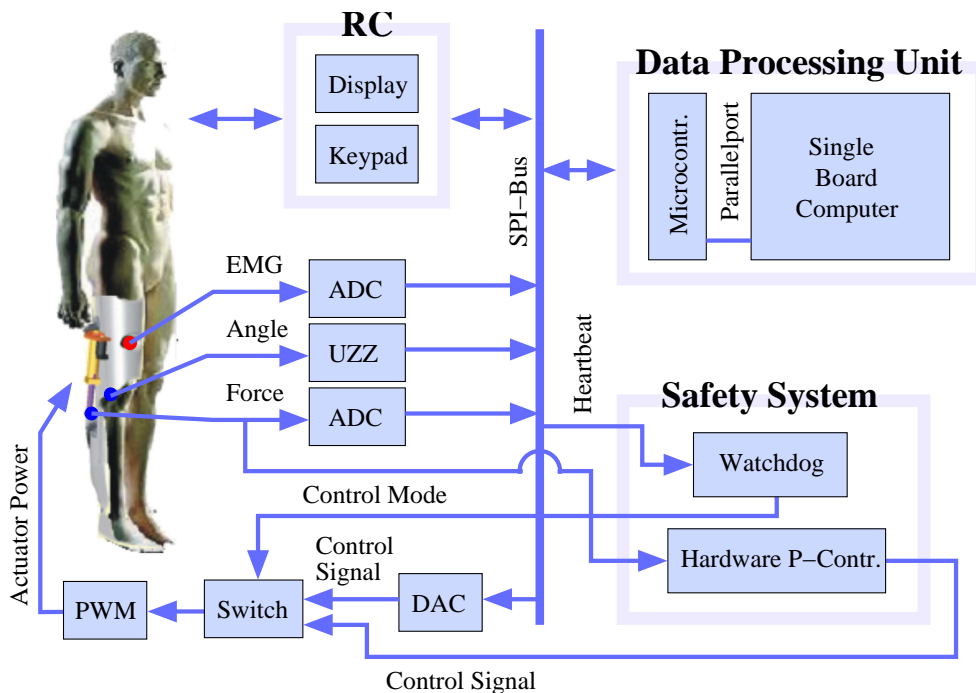 RC
Display
Keypad
Data Processing Unit
Microcontr.
Parallelport
Single
Board
Computer
SPI−Bus
EMG
ADC
Angle
UZZ
Force
ADC
Heartbeat
Safety System
Watchdog
Hardware P−Contr.
Actuator Power
Control Mode
Control
Signal
PWM
Switch
DAC
Control Signal